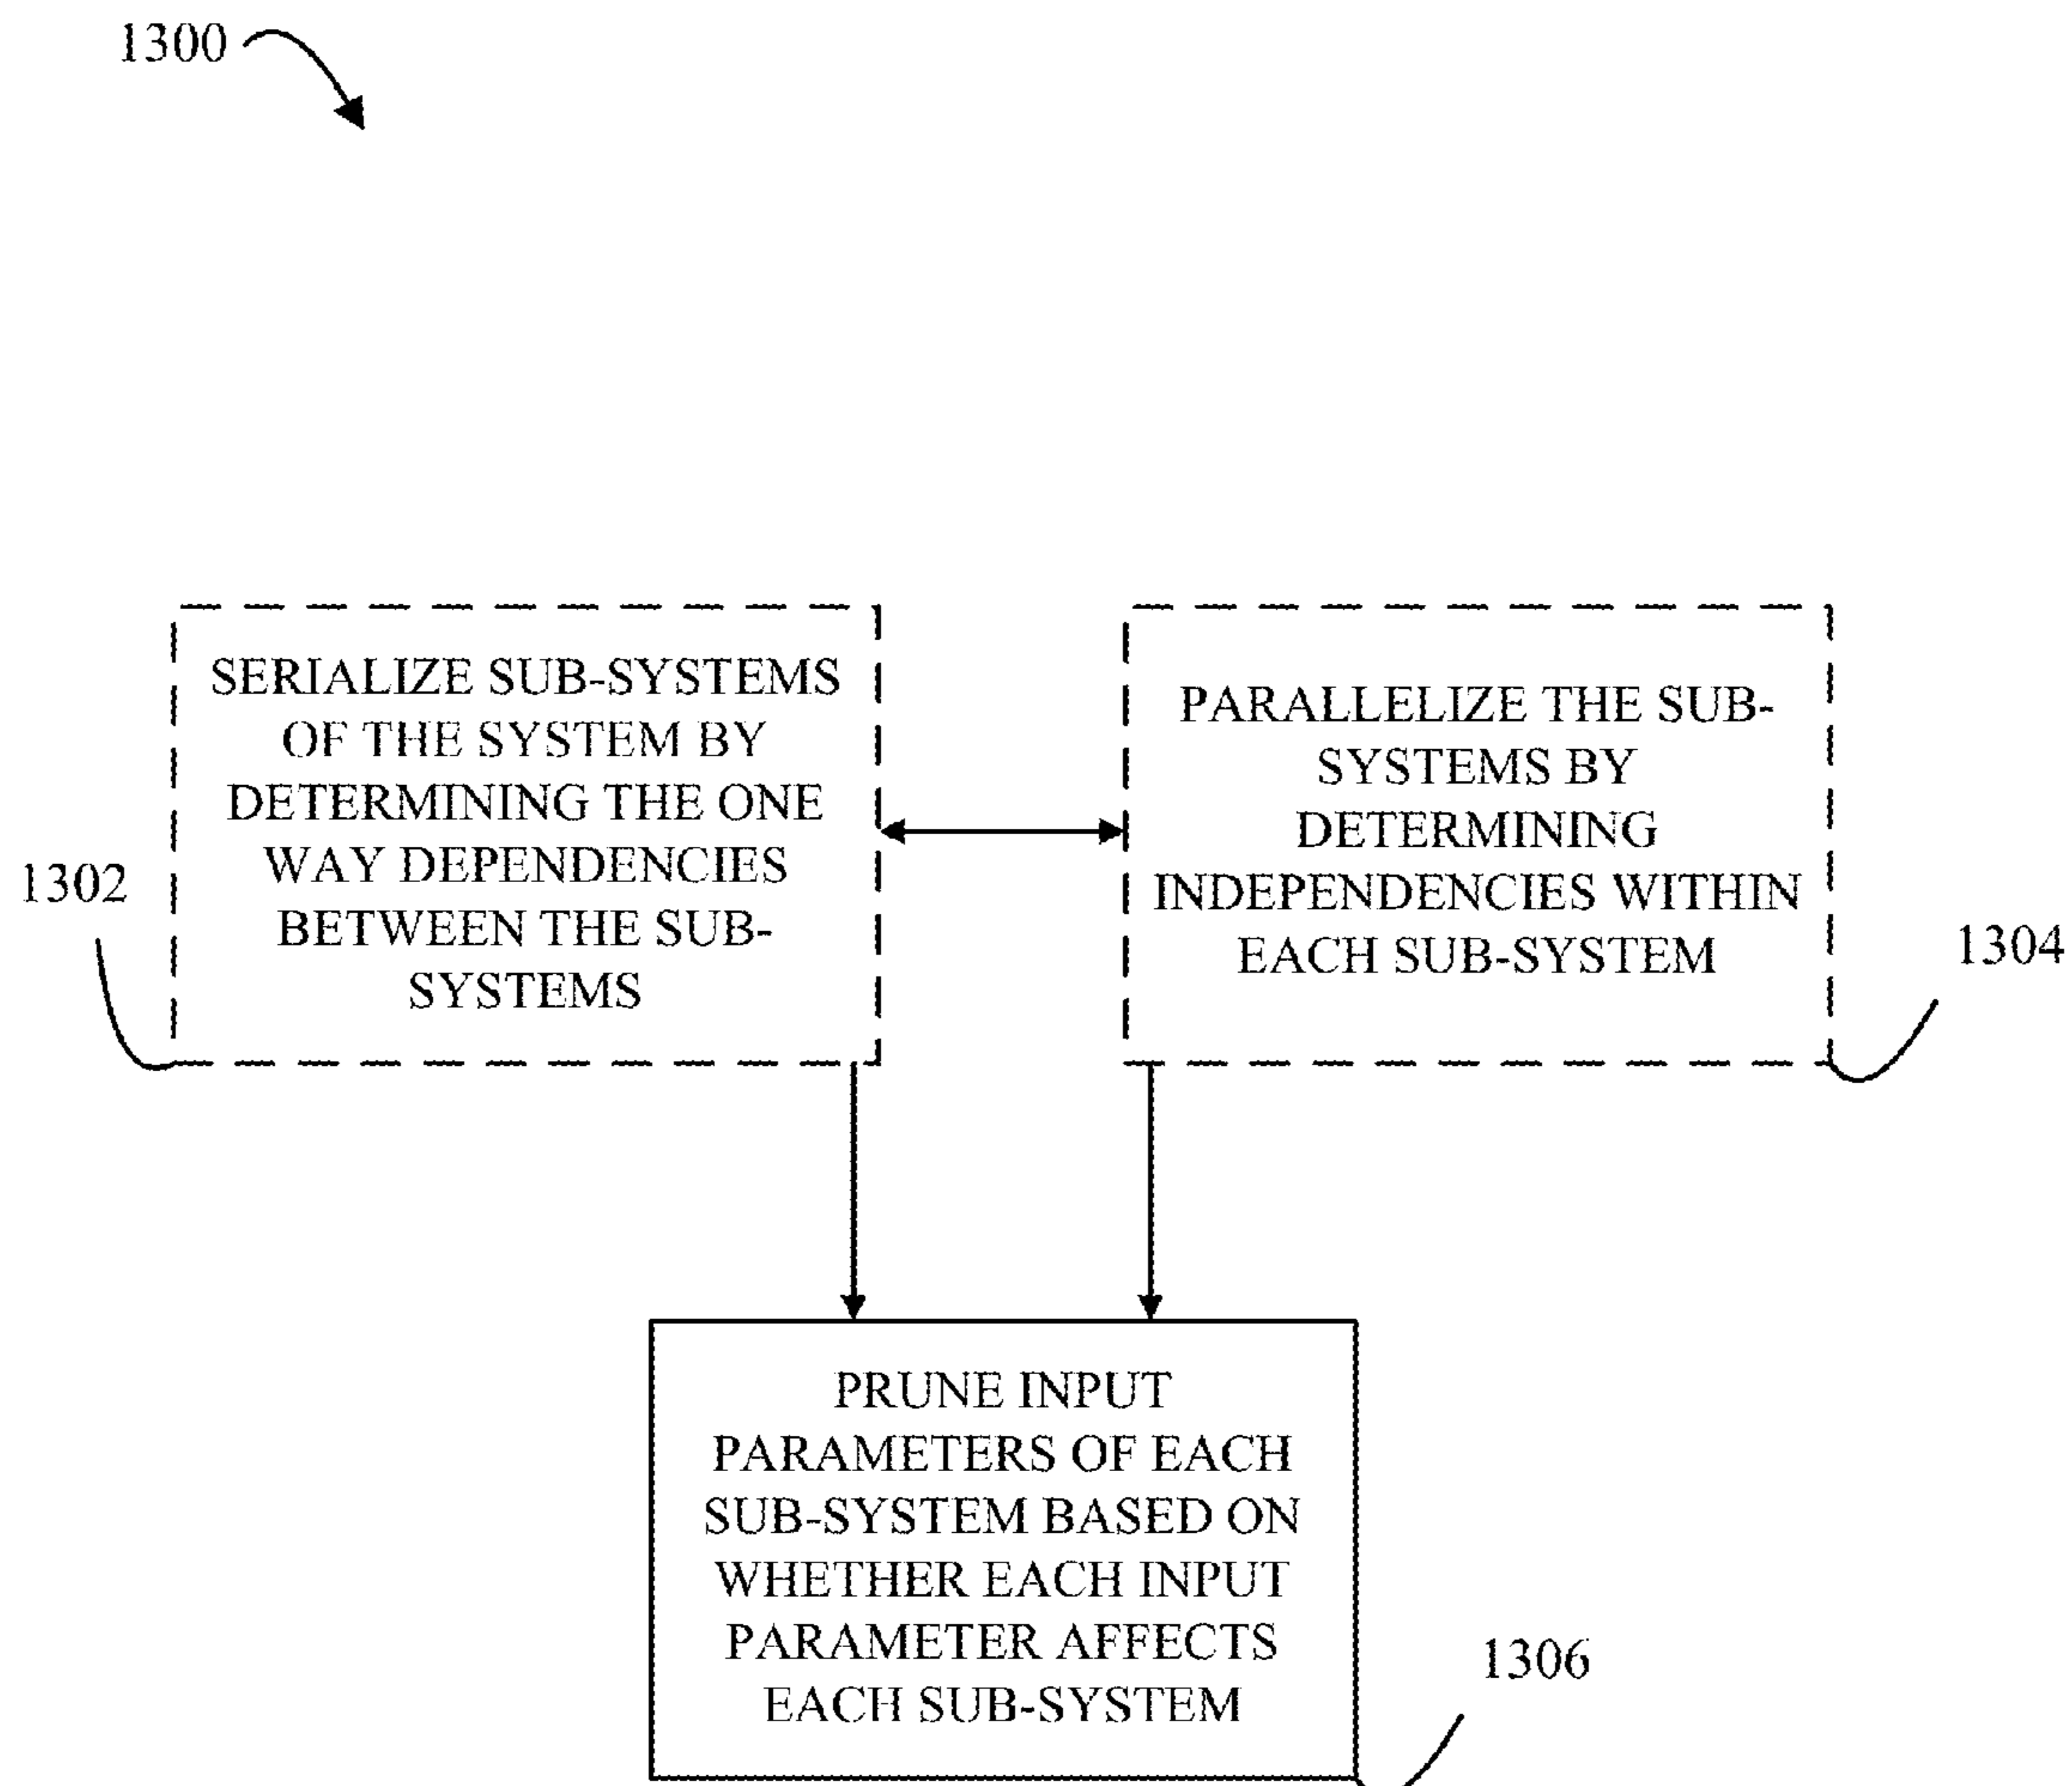 1300
SERIALIZE SUB-SYSTEMS
OF THE SYSTEM BY
DETERMINING THE ONE
WAY DEPENDENCIES
BETWEEN THE SUB-
SYSTEMS
1302
PARALLELIZE THE SUB-
SYSTEMS BY
DETERMINING
INDEPENDENCIES WITHIN
EACH SUB-SYSTEM
1304
PRUNE INPUT
PARAMETERS OF EACH
SUB-SYSTEM BASED ON
WHETHER EACH INPUT
PARAMETER AFFECTS
EACH SUB-SYSTEM
1306